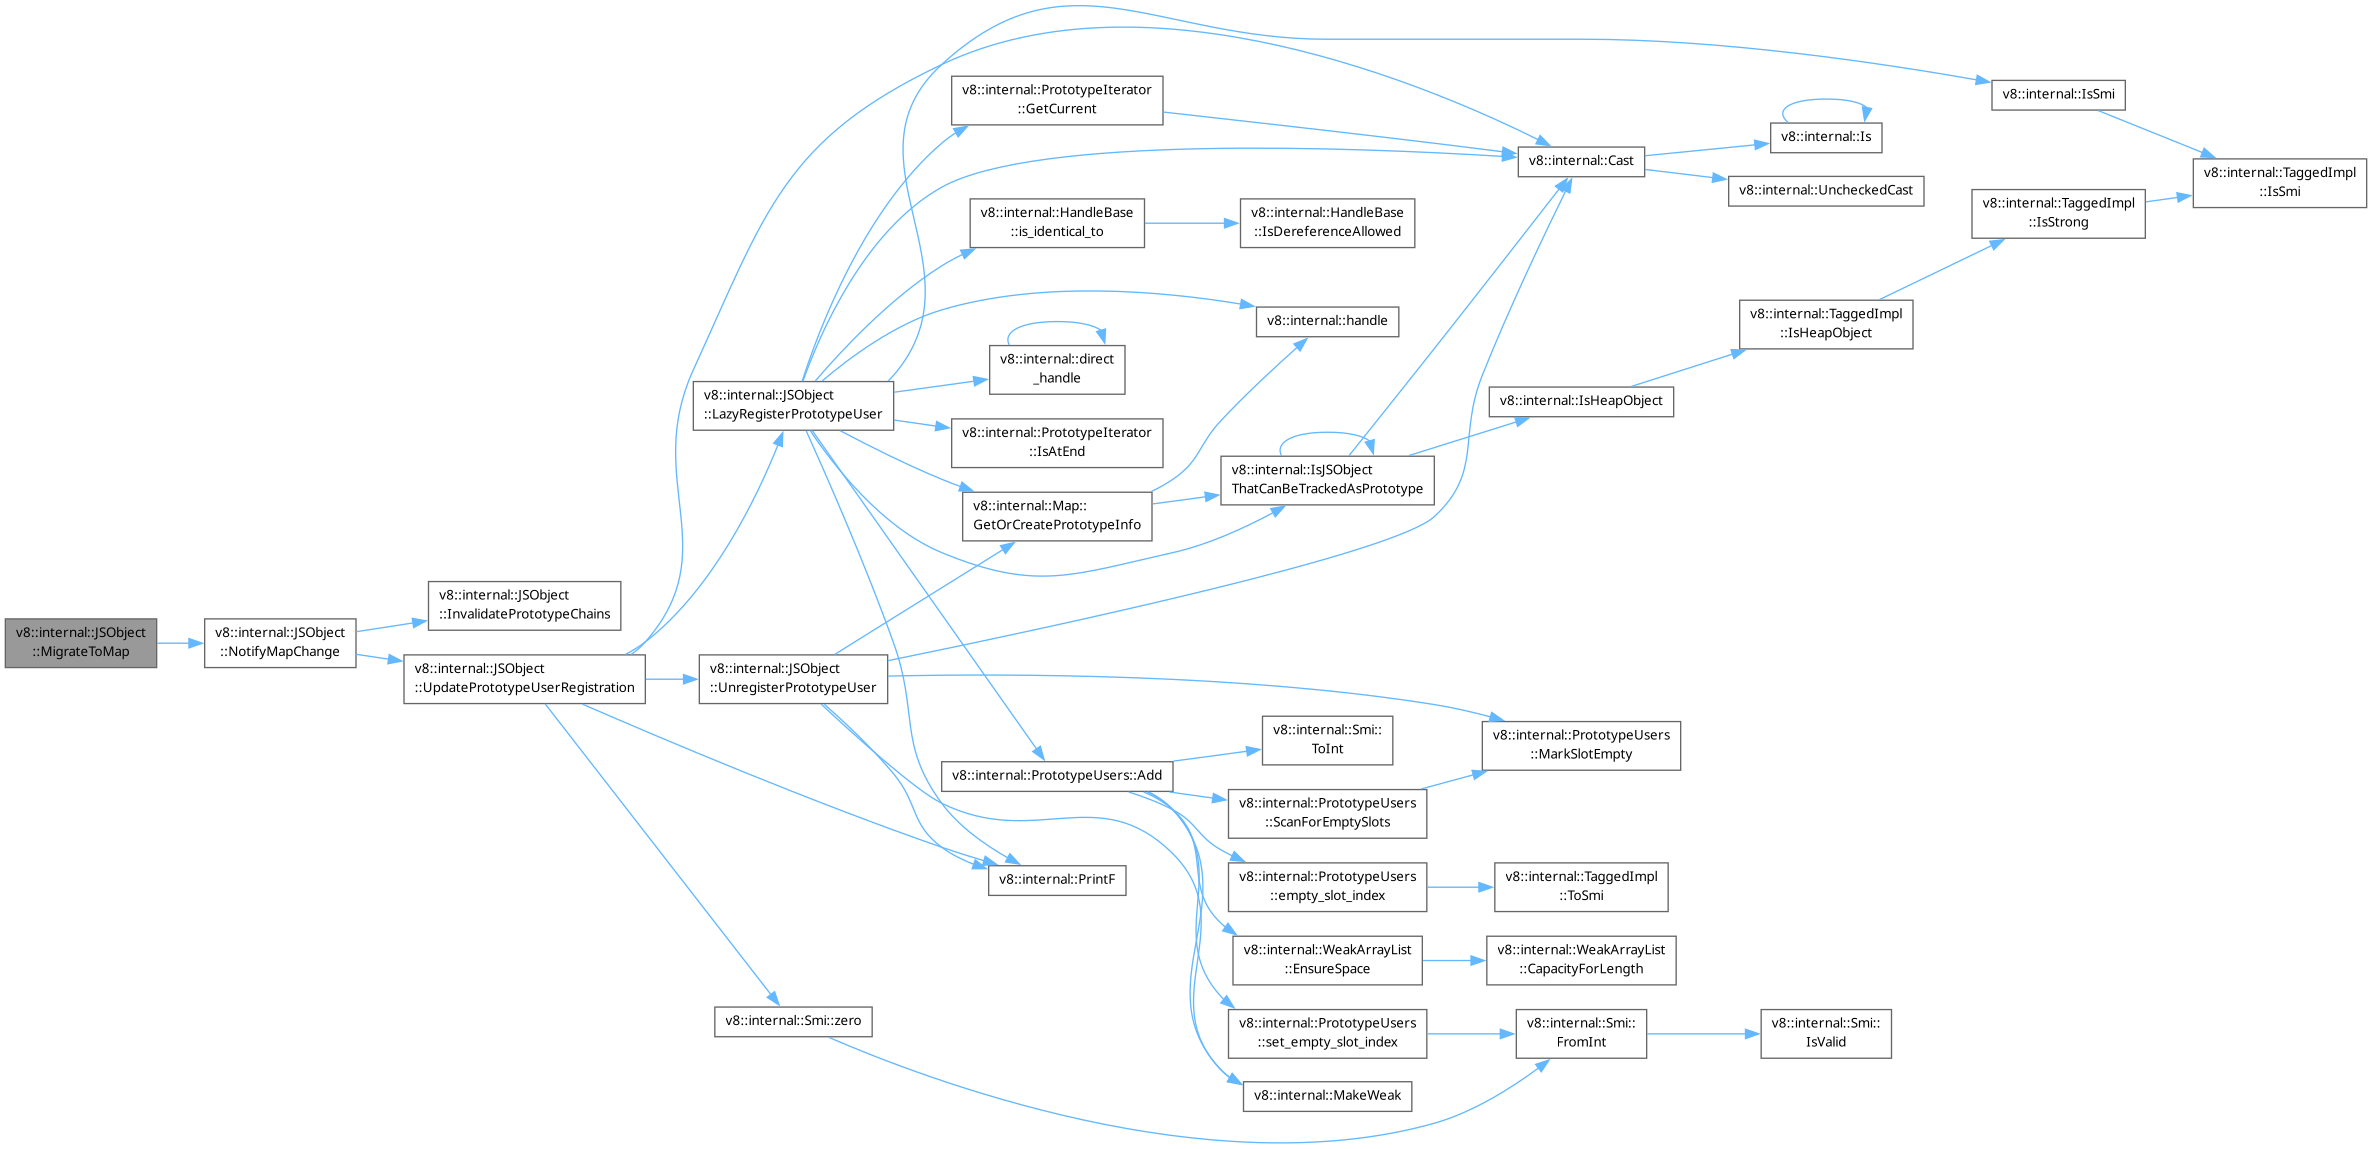 v8::internal::JSObject
::MigrateToMap
v8::internal::JSObject
::NotifyMapChange
v8::internal::JSObject
::InvalidatePrototypeChains
v8::internal::JSObject
::UpdatePrototypeUserRegistration
v8::internal::JSObject
::LazyRegisterPrototypeUser
v8::internal::JSObject
::UnregisterPrototypeUser
v8::internal::Smi::zero
v8::internal::PrototypeIterator
::GetCurrent
v8::internal::HandleBase
::is_identical_to
v8::internal::direct
_handle
v8::internal::PrototypeIterator
::IsAtEnd
v8::internal::Map::
GetOrCreatePrototypeInfo
v8::internal::PrototypeUsers::Add
v8::internal::PrintF
v8::internal::HandleBase
::IsDereferenceAllowed
v8::internal::handle
v8::internal::IsJSObject
ThatCanBeTrackedAsPrototype
v8::internal::Smi::
ToInt
v8::internal::PrototypeUsers
::ScanForEmptySlots
v8::internal::PrototypeUsers
::empty_slot_index
v8::internal::WeakArrayList
::EnsureSpace
v8::internal::PrototypeUsers
::set_empty_slot_index
v8::internal::MakeWeak
v8::internal::Cast
v8::internal::IsHeapObject
v8::internal::PrototypeUsers
::MarkSlotEmpty
v8::internal::TaggedImpl
::ToSmi
v8::internal::WeakArrayList
::CapacityForLength
v8::internal::Smi::
FromInt
v8::internal::Is
v8::internal::UncheckedCast
v8::internal::TaggedImpl
::IsHeapObject
v8::internal::Smi::
IsValid
v8::internal::IsSmi
v8::internal::TaggedImpl
::IsStrong
v8::internal::TaggedImpl
::IsSmi